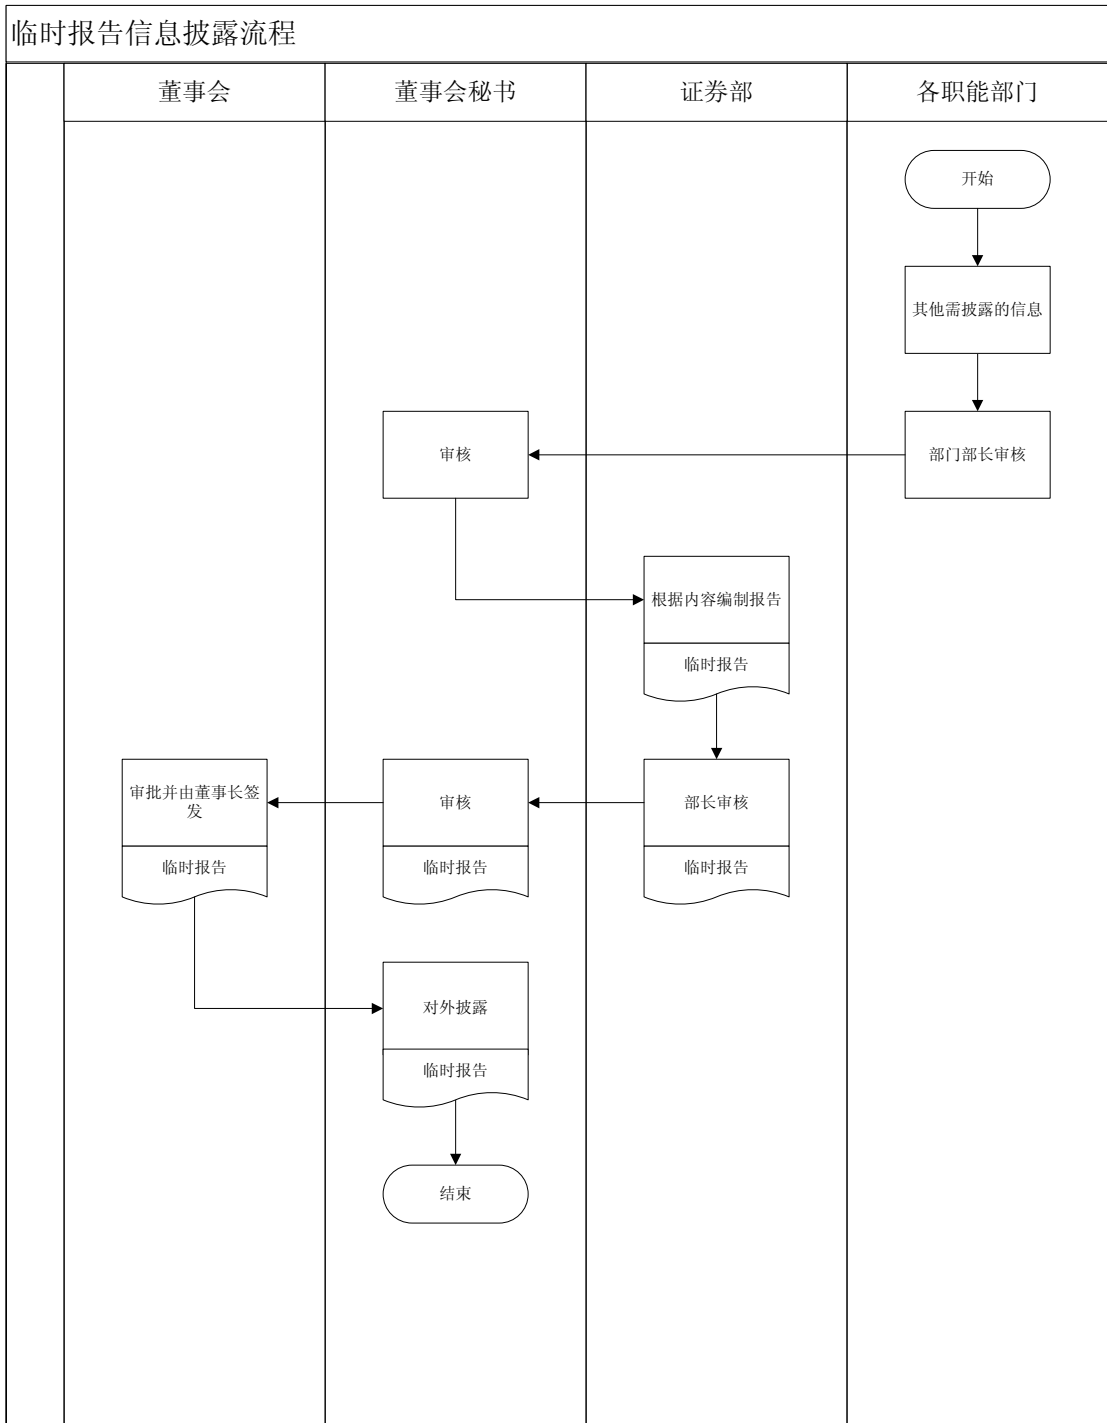 临时报告信息披露流程
董事会
董事会秘书
证券部
各职能部门
开始
其他需披露的信息
审核
部门部长审核
根据内容编制报告
临时报告
审批并由董事长签
发
临时报告
审核
临时报告
部长审核
临时报告
对外披露
临时报告
结束